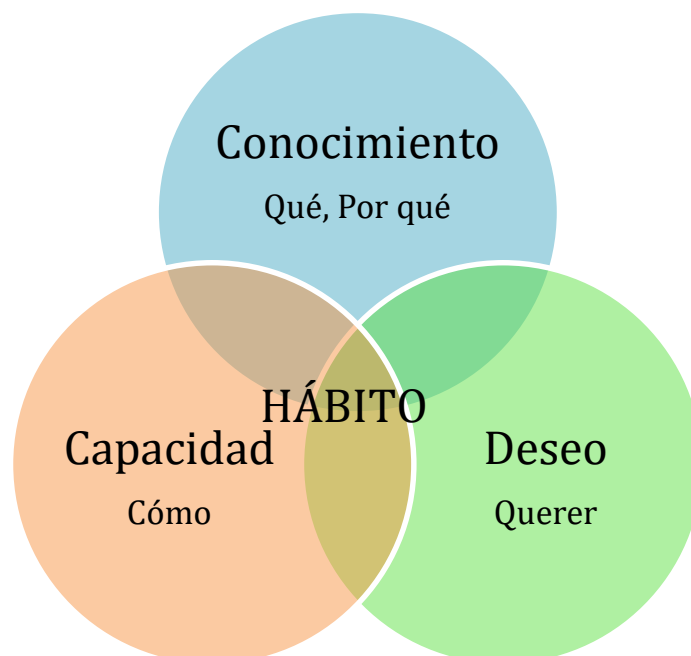 Conocimiento
Qué, Por qué
HÁBITO
Capacidad
Cómo
Deseo
Querer